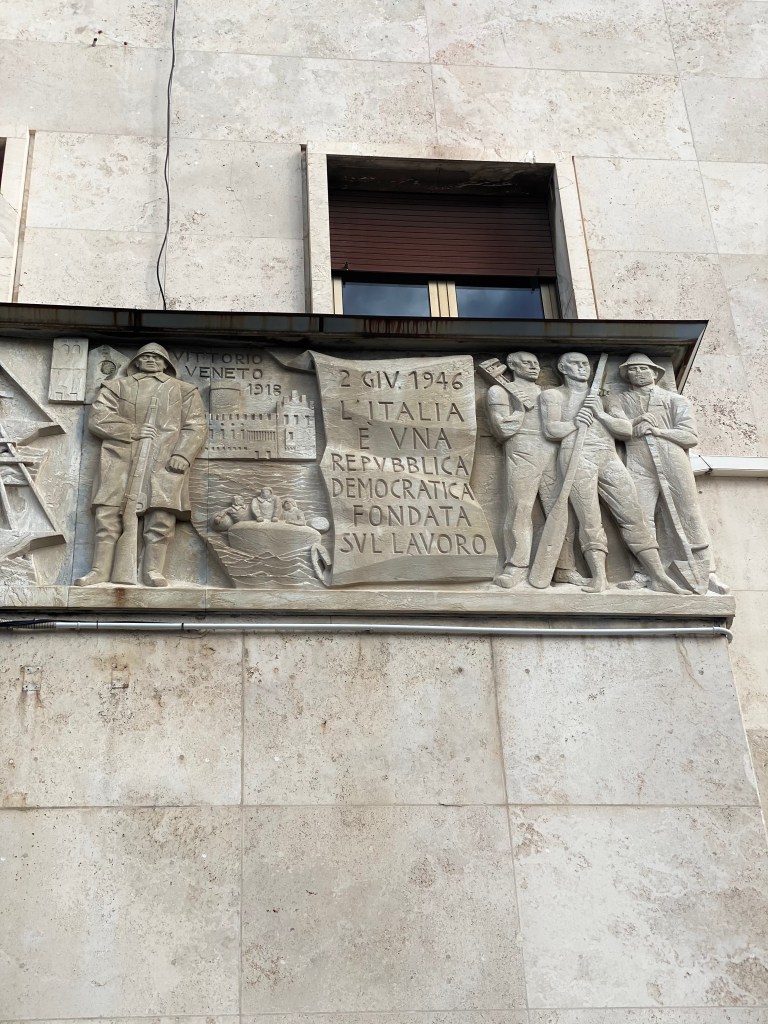 VITTORIO
VENETO
1918
2 GIV. 1946
L'ITALIA
È VNA
REPVBBLICA
DEMOCRATICA
FONDATA
SVL LAVORO